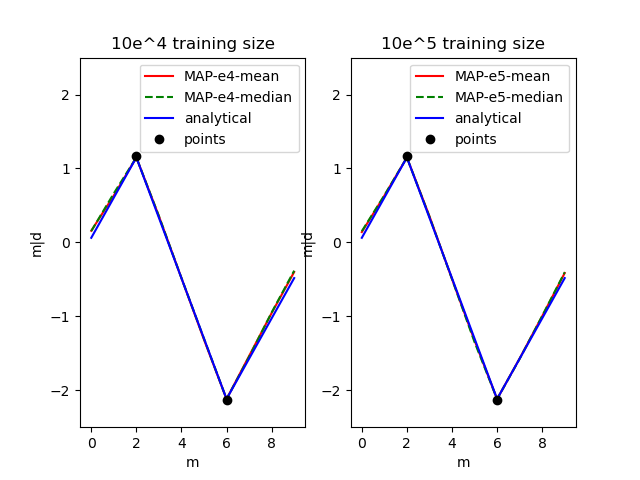 10e^4 training size
MAP-e4-mean
MAP-e4-median
analytical
points
2
1
0
−1
−2
m|d
0 2 4 6 8
m
10e^5 training size
MAP-e5-mean
MAP-e5-median
analytical
points
2
1
0
−1
−2
m|d
0 2 4 6 8
m